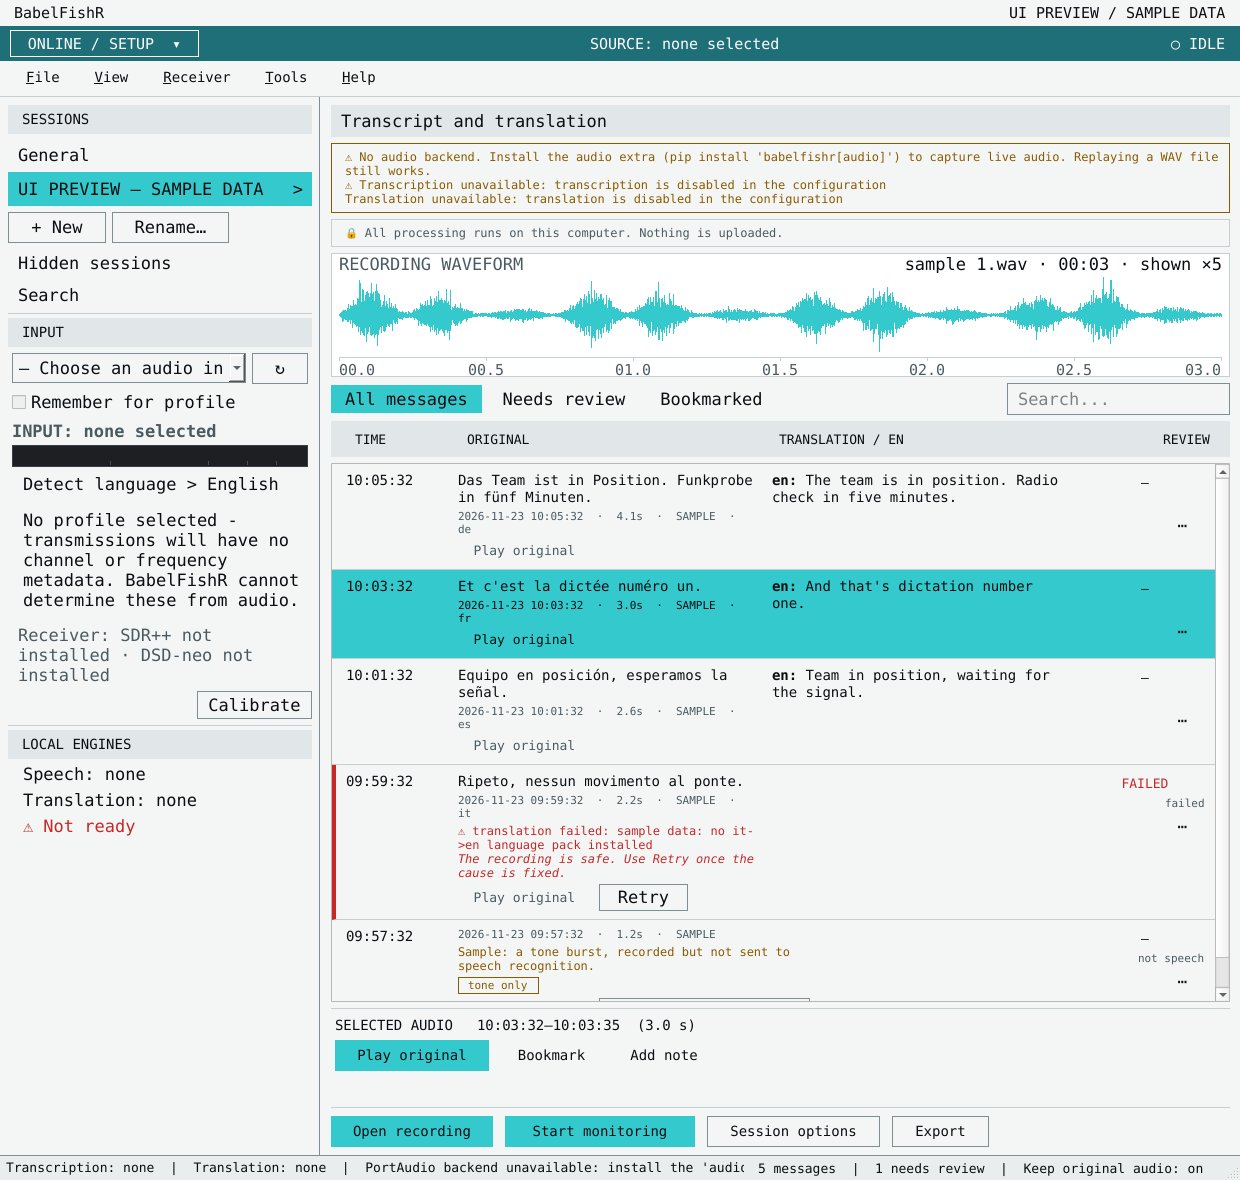 BabelFishR
UI PREVIEW / SAMPLE DATA
ONLINE / SETUP ▾
SOURCE: none selected
○ IDLE
File View Receiver Tools Help
SESSIONS
General
UI PREVIEW — SAMPLE DATA >
+ New
Rename…
Hidden sessions
Search
INPUT
— Choose an audio in
↻
Remember for profile
INPUT: none selected
Detect language > English
No profile selected -
transmissions will have no
channel or frequency
metadata. BabelFishR cannot
determine these from audio.
Receiver: SDR++ not
installed · DSD-neo not
installed
Calibrate
LOCAL ENGINES
Speech: none
Translation: none
⚠ Not ready
Transcript and translation
⚠ No audio backend. Install the audio extra (pip install 'babelfishr[audio]') to capture live audio. Replaying a WAV file
still works.
⚠ Transcription unavailable: transcription is disabled in the configuration
Translation unavailable: translation is disabled in the configuration
🔒 All processing runs on this computer. Nothing is uploaded.
RECORDING WAVEFORM
sample 1.wav · 00:03 · shown ×5
00.0 00.5 01.0 01.5 02.0 02.5 03.0
All messages Needs review Bookmarked
Search...
TIME ORIGINAL TRANSLATION / EN REVIEW
10:05:32
Das Team ist in Position. Funkprobe
in fünf Minuten.
2026-11-23 10:05:32 · 4.1s · SAMPLE ·
de
Play original
en: The team is in position. Radio
check in five minutes.
—
…
10:03:32
Et c'est la dictée numéro un.
2026-11-23 10:03:32 · 3.0s · SAMPLE ·
fr
Play original
en: And that's dictation number
one.
—
…
10:01:32
Equipo en posición, esperamos la
señal.
2026-11-23 10:01:32 · 2.6s · SAMPLE ·
es
Play original
en: Team in position, waiting for
the signal.
—
…
09:59:32
Ripeto, nessun movimento al ponte.
2026-11-23 09:59:32 · 2.2s · SAMPLE ·
it
⚠ translation failed: sample data: no it-
>en language pack installed
The recording is safe. Use Retry once the
cause is fixed.
Play original
Retry
FAILED
failed
…
09:57:32
2026-11-23 09:57:32 · 1.2s · SAMPLE
Sample: a tone burst, recorded but not sent to
speech recognition.
tone only
—
not speech
…
SELECTED AUDIO 10:03:32–10:03:35 (3.0 s)
Play original Bookmark Add note
Open recording
Start monitoring
Session options
Export
Transcription: none | Translation: none | PortAudio backend unavailable: install the 'audio
5 messages | 1 needs review | Keep original audio: on